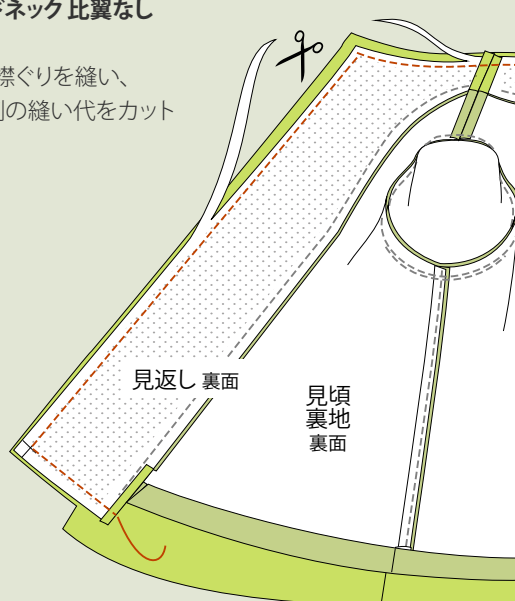 ドネック 比翼なし
襟ぐりを縫い、
の縫い代をカット
見返し 裏面
見頃
裏地
裏面